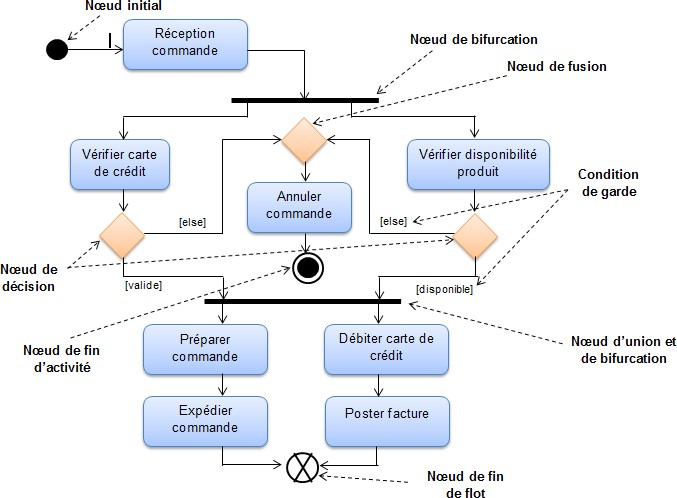 Nœud initial
Réception
commande
Nœud de bifurcation
Nœud de fusion
Vérifier carte
de crédit
Vérifier disponibilité
produit
Condition
de garde
Annuler
commande
[else]
[else]
Nœud de
décision
[valide]
[disponible]
Nœud de fin
d'activité
Préparer
commande
Débiter carte de
crédit
Nœud d'union et
de bifurcation
Expédier
commande
Poster facture
Nœud de fin
de flot